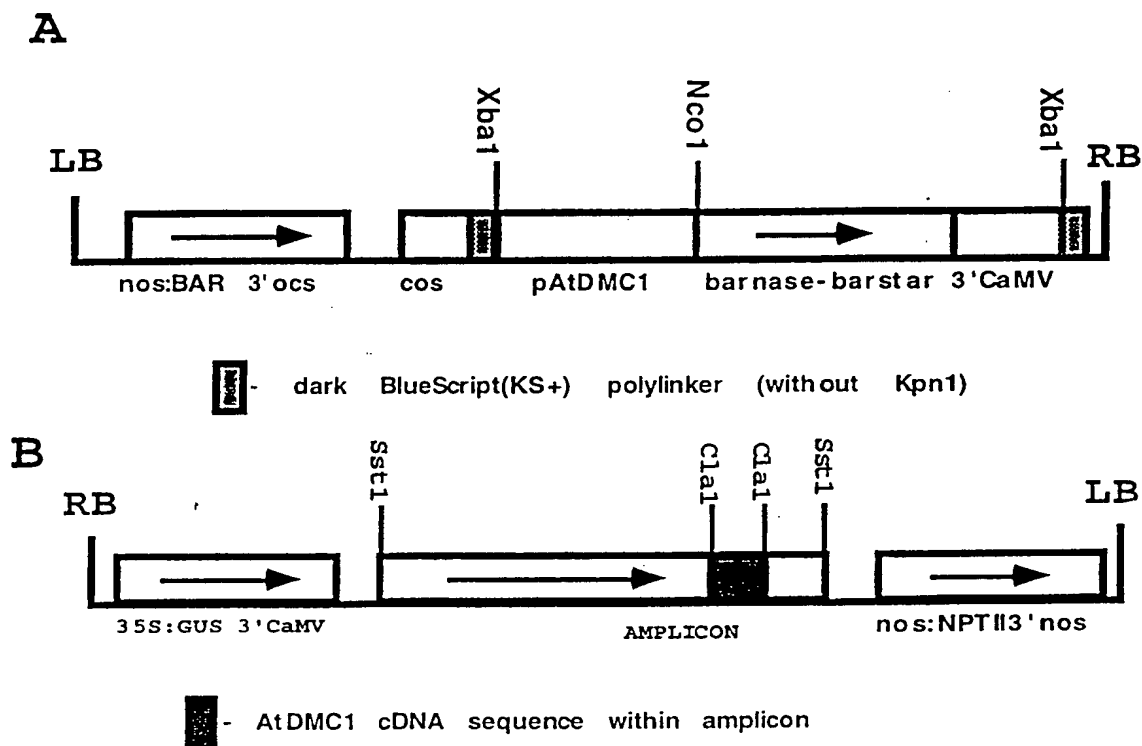 A
Xba1
Nco1
Xba1
LB
RB
nos:BAR 3'ocs
cos
pAtDMC1
barnase-barstar 3'CaMV
- dark BlueScript(KS+) polylinker (without Kpn1)
B
Sst1
Cla1
Cla1
Sst1
RB
LB
35S:GUS 3'CaMV
AMPLICON
nos:NPTII3'nos
- AtDMC1 cDNA sequence within amplicon